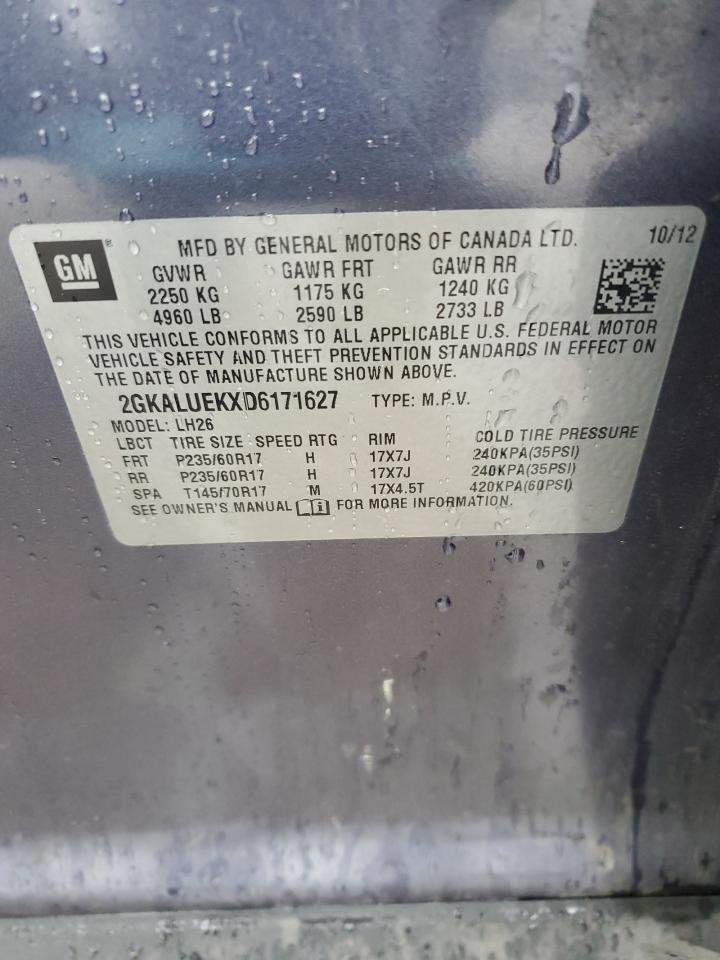 GM ®
MFD BY GENERAL MOTORS OF CANADA LTD. 10/12
GVWR GAWR FRT GAWR RR
2250 KG 1175 KG 1240 KG
4960 LB 2590 LB 2733 LB
THIS VEHICLE CONFORMS TO ALL APPLICABLE U.S. FEDERAL MOTOR
VEHICLE SAFETY AND THEFT PREVENTION STANDARDS IN EFFECT ON
THE DATE OF MANUFACTURE SHOWN ABOVE.
2GKALUEKXD6171627 TYPE: M.P.V.
MODEL: LH26
LBCT TIRE SIZE SPEED RTG RIM COLD TIRE PRESSURE
FRT P235/60R17 H 17X7J 240KPA(35PSI)
RR P235/60R17 H 17X7J 240KPA(35PSI)
SPA T145/70R17 M 17X4.5T 420KPA(60PSI)
SEE OWNER'S MANUAL i FOR MORE INFORMATION.